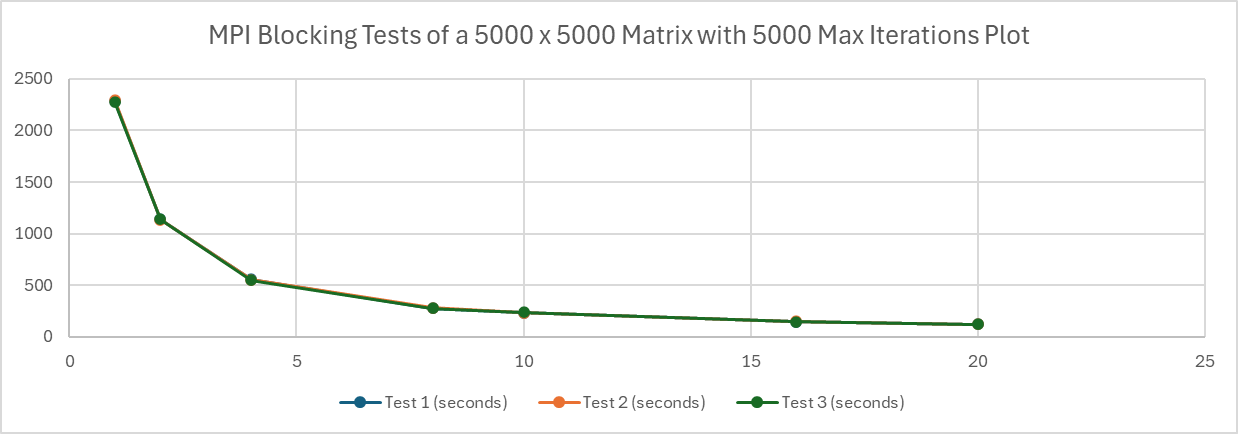 MPI Blocking Tests of a 5000 x 5000 Matrix with 5000 Max Iterations Plot
2500
2000
1500
1000
500
0
0 5 10 15 20 25
Test 1 (seconds) Test 2 (seconds) Test 3 (seconds)